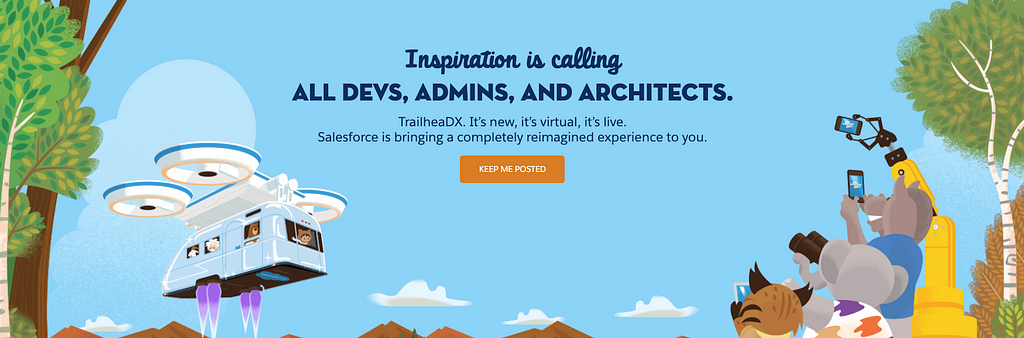 Inspiration is calling
ALL DEVS, ADMINS, AND ARCHITECTS.
TrailheaDX. It's new, it's virtual, it's live.
Salesforce is bringing a completely reimagined experience to you.
KEEP ME POSTED